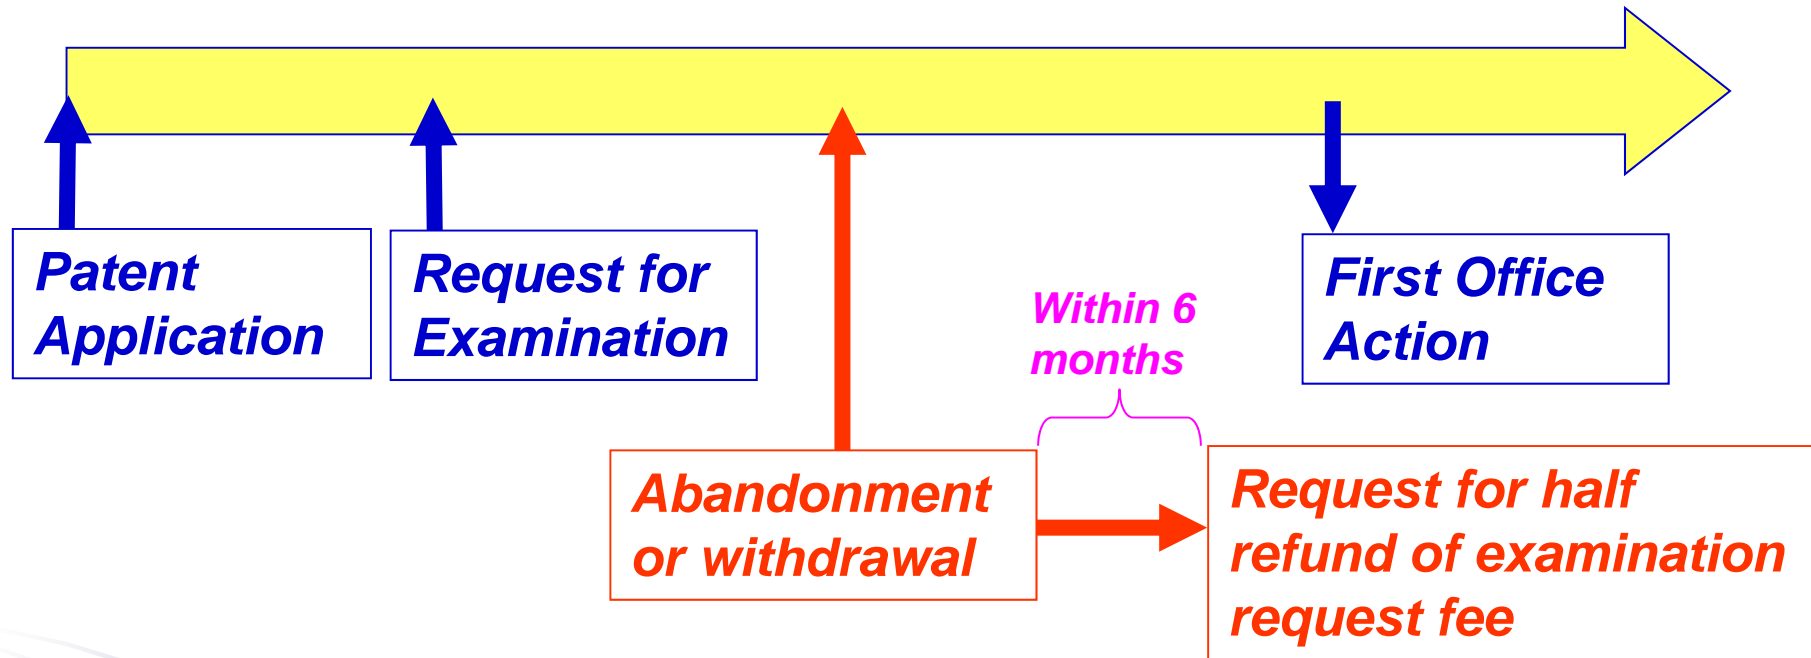 Patent
Application
Request for
Examination
Within 6
months
First Office
Action
Abandonment
or withdrawal
Request for half
refund of examination
request fee